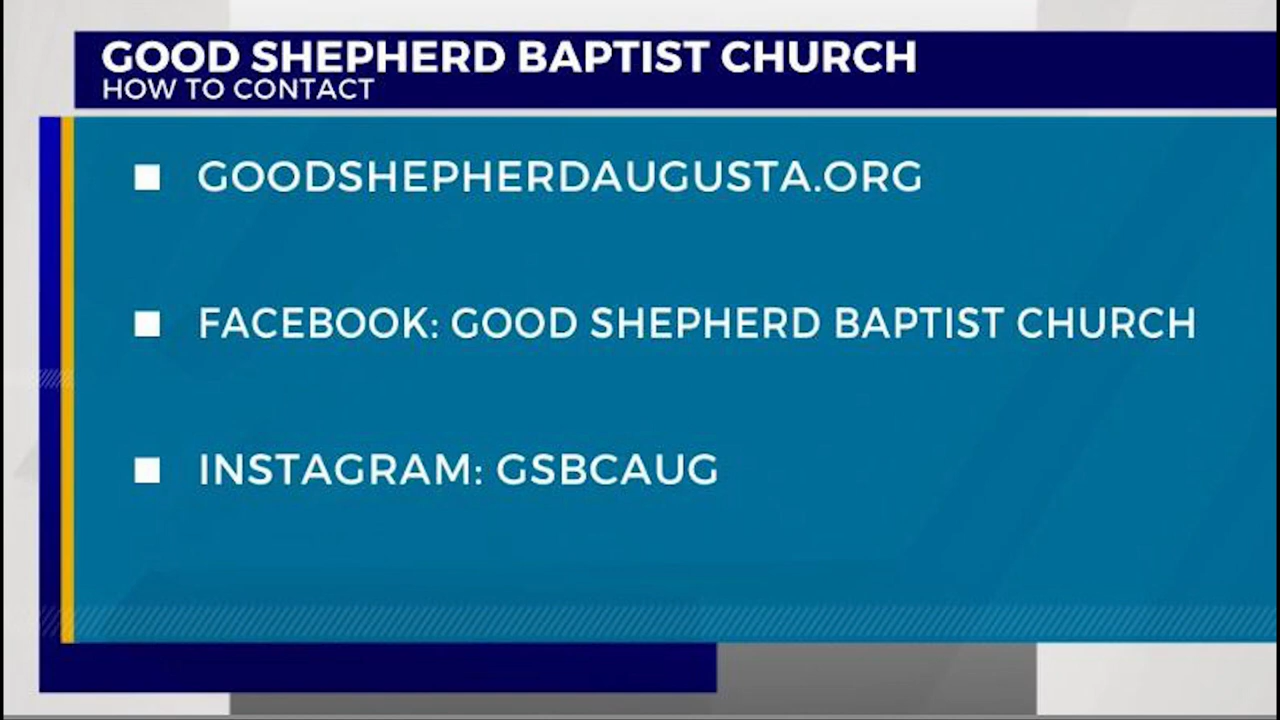 GOOD SHEPHERD BAPTIST CHURCH
HOW TO CONTACT
GOODSHEPHERDAUGUSTA.ORG
FACEBOOK: GOOD SHEPHERD BAPTIST CHURCH
INSTAGRAM: GSBCAUG